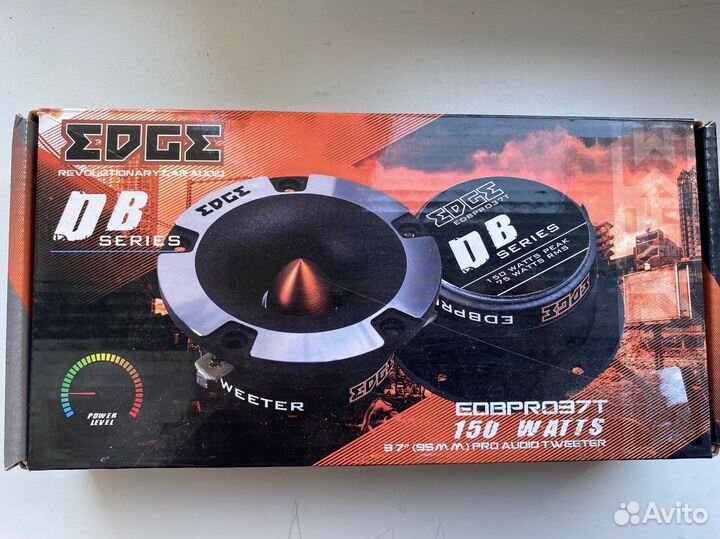 EDGE
REVOLUTIONARY CAR AUDIO
DB
SERIES
EDGE
EDGE
EDBPRO37T
DB
SERIES
150 WATTS PEAK
75 WATTS RMS
EDGE
TWEETER
EDGE
POWER
LEVEL
EDBPRO37T
150 WATTS
3.7" (95MM) PRO AUDIO TWEETER
Avito